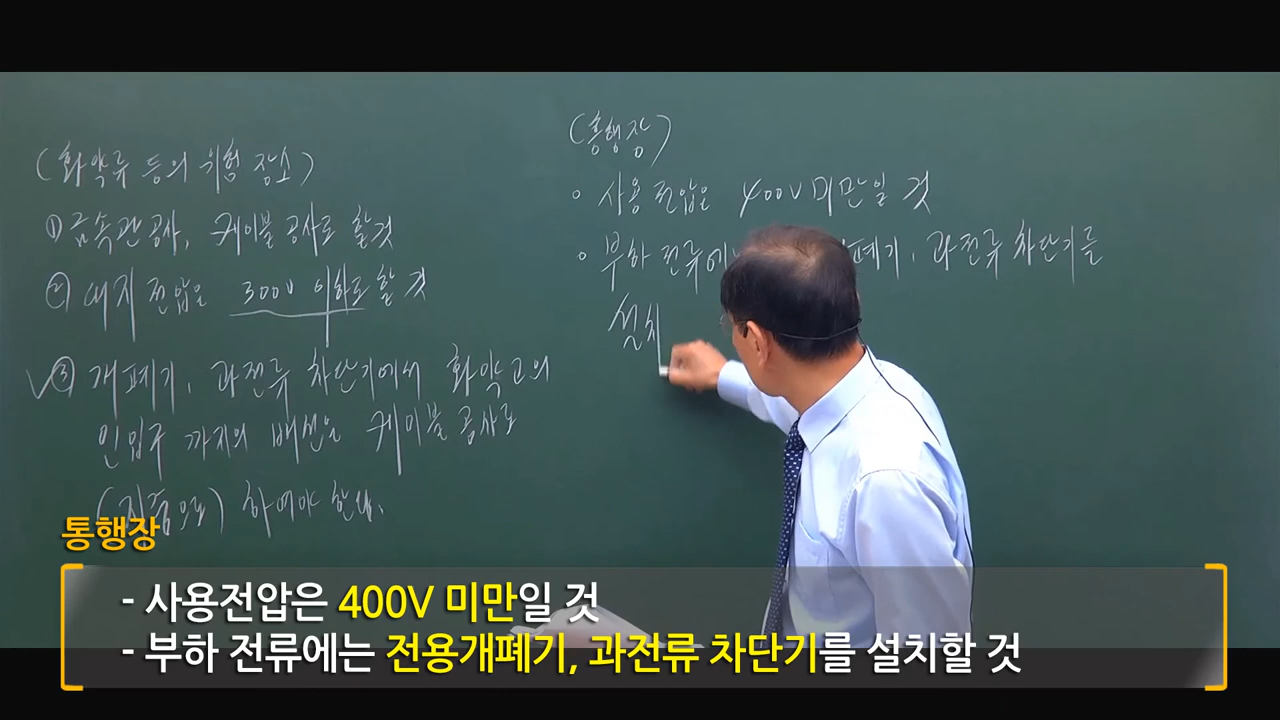 (화약류 등의 위험 장소)
① 금속관 공사, 케이블 공사로 할 것
② 대지 전압은 300V 이하로 할 것
✓③ 개폐기, 과전류 차단기에서 화약고의
인입구 까지의 배선은 케이블 공사로
(지중으로) 하여야 한다.
(흥행장)
• 사용 전압은 400V 미만일 것
• 부하 전류에 폐기, 과전류 차단기를
설치
통행장
- 사용전압은 400V 미만일 것
- 부하 전류에는 전용개폐기, 과전류 차단기를 설치할 것